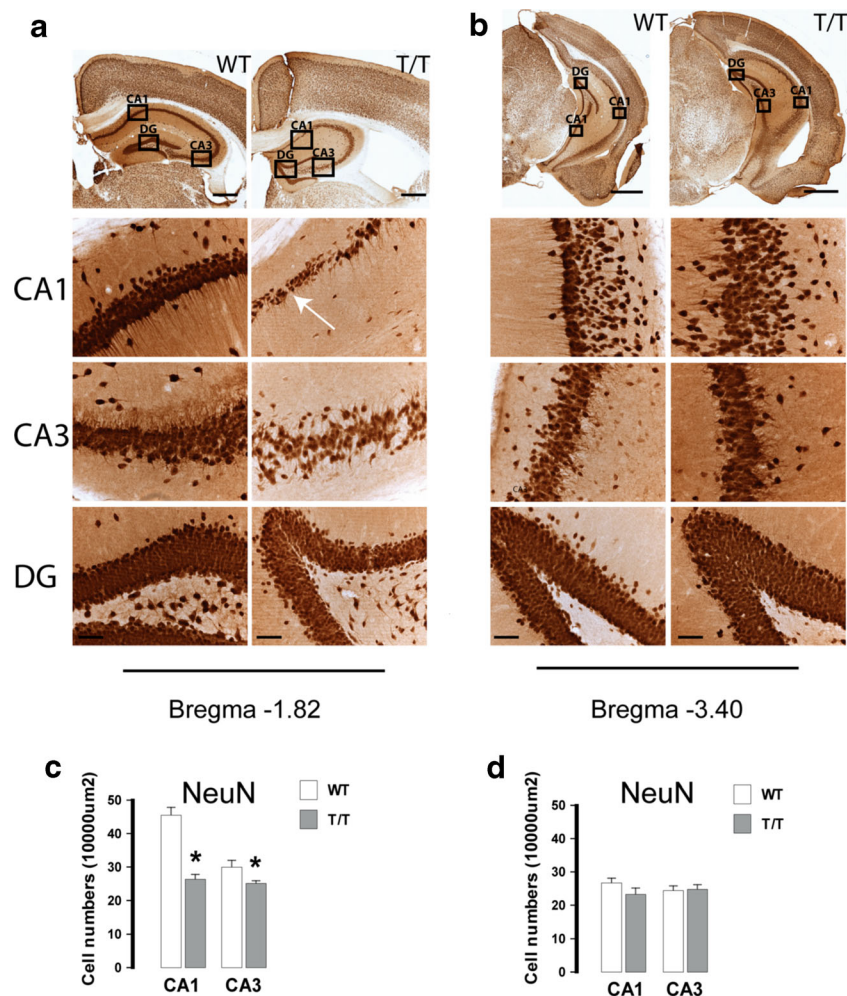 a
WT
T/T
CA1
DG
CA3
CA1
DG
CA3
b
WT
T/T
DG
CA1
CA1
DG
CA3
CA1
CA1
CA3
DG
Bregma -1.82
Bregma -3.40
c
NeuN
WT
T/T
Cell numbers (10000um2)
50
40
30
20
10
0
*
*
CA1
CA3
d
NeuN
WT
T/T
Cell numbers (10000um2)
50
40
30
20
10
0
CA1
CA3